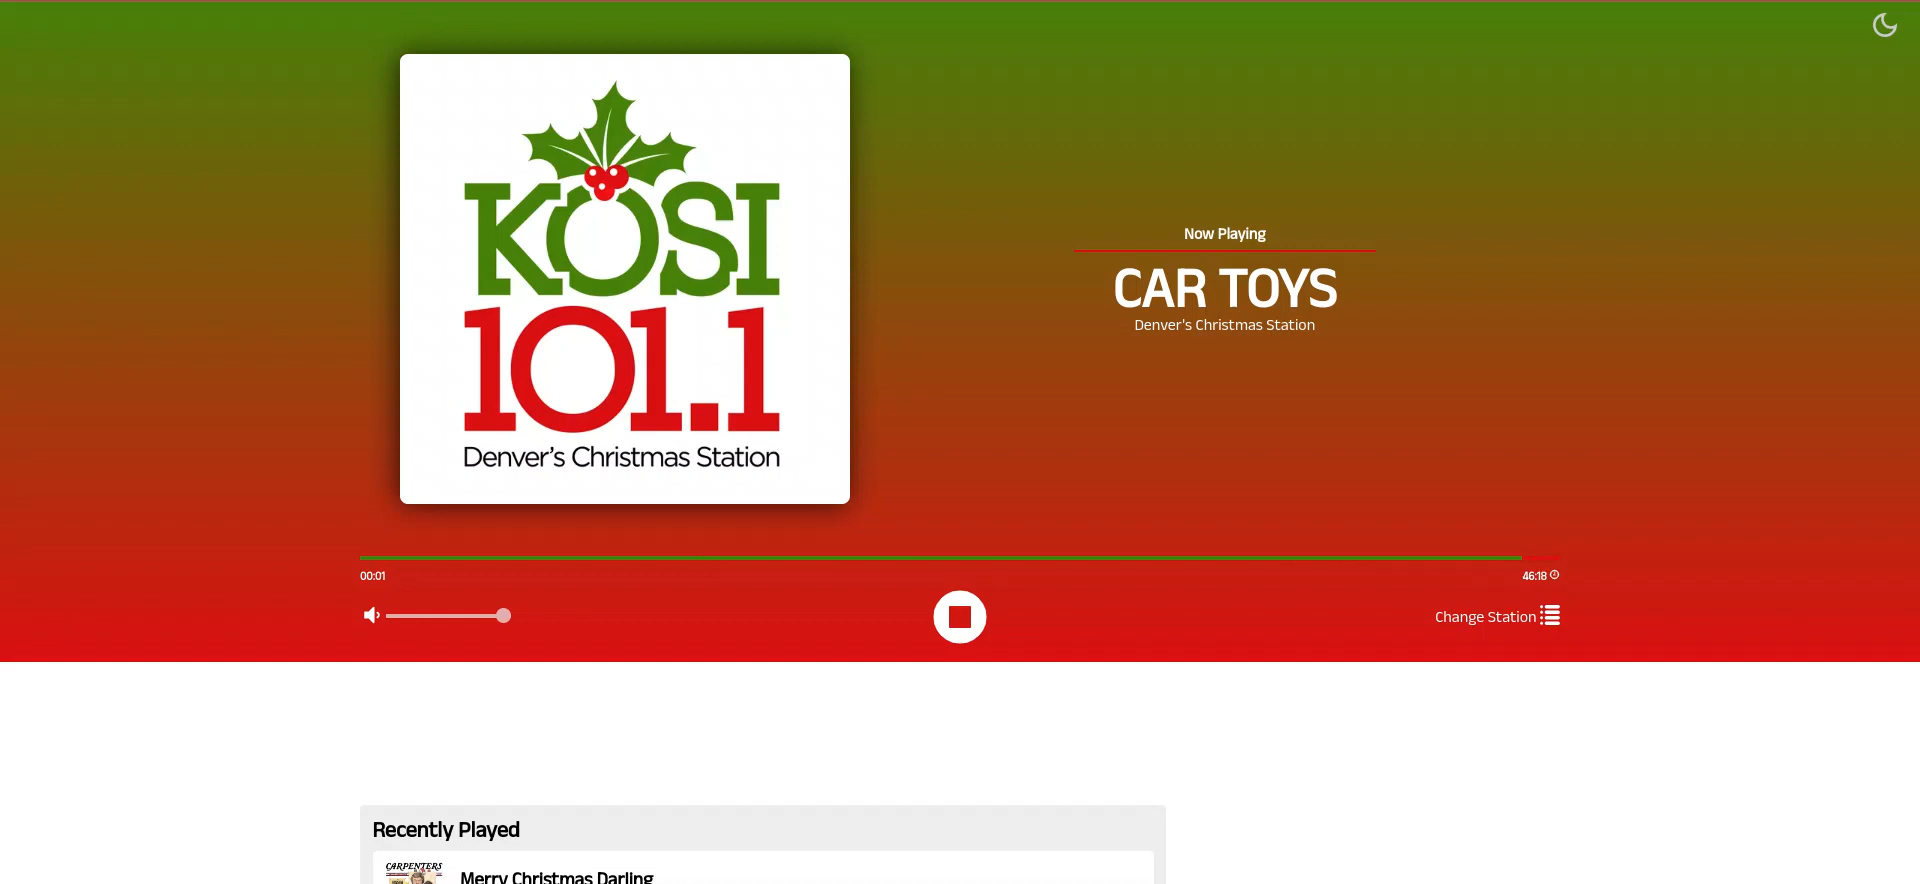 KOSI
101.1
Denver's Christmas Station
Now Playing
CAR TOYS
Denver's Christmas Station
00:01
46:18
Change Station
Recently Played
CARPENTERS
Merry Christmas Darling